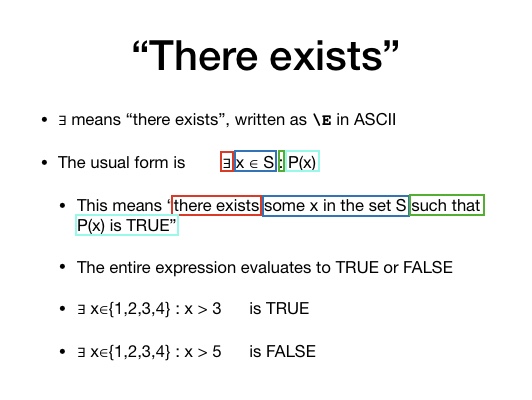 “There exists”
• ∃ means “there exists”, written as \E in ASCII
• The usual form is ∃ x ∈ S : P(x)
• This means “there exists some x in the set S such that
P(x) is TRUE”
• The entire expression evaluates to TRUE or FALSE
• ∃ x∈{1,2,3,4} : x > 3 is TRUE
• ∃ x∈{1,2,3,4} : x > 5 is FALSE